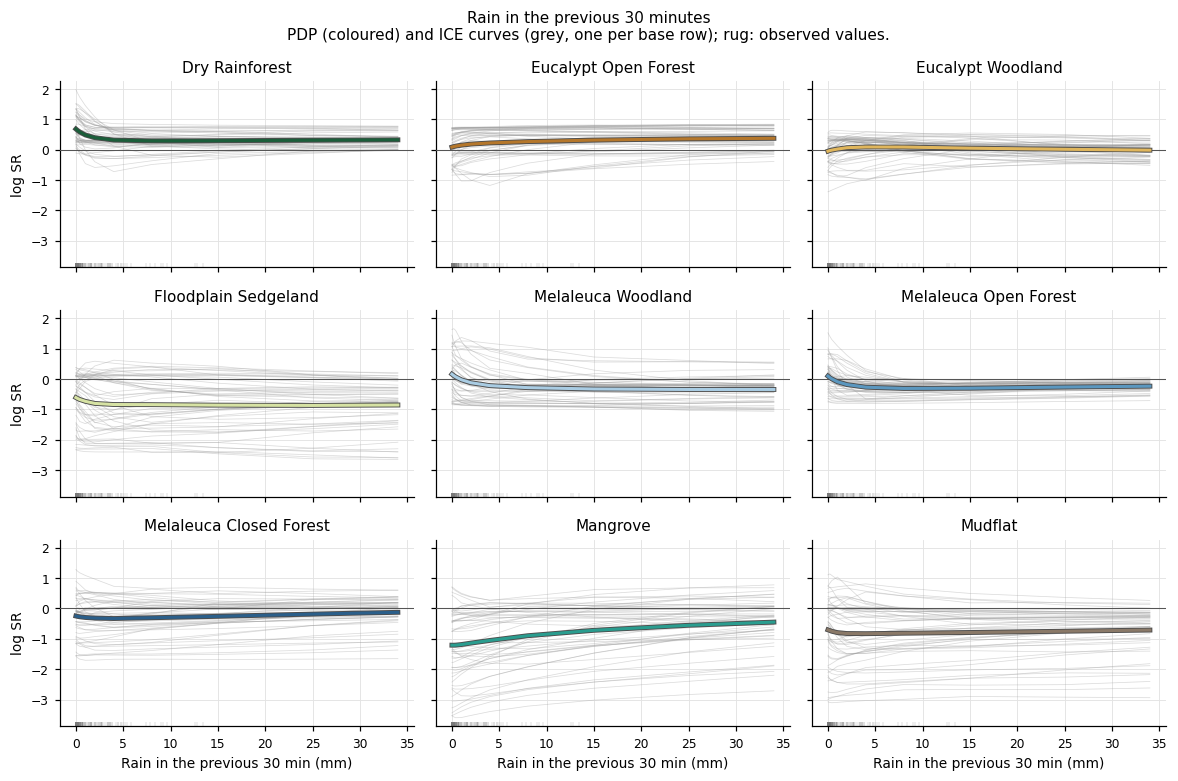 Rain in the previous 30 minutes
PDP (coloured) and ICE curves (grey, one per base row); rug: observed values.
Dry Rainforest
Eucalypt Open Forest
Eucalypt Woodland
log SR
2
1
0
−1
−2
−3
Floodplain Sedgeland
Melaleuca Woodland
Melaleuca Open Forest
log SR
2
1
0
−1
−2
−3
Melaleuca Closed Forest
Mangrove
Mudflat
log SR
2
1
0
−1
−2
−3
0 5 10 15 20 25 30 35
0 5 10 15 20 25 30 35
0 5 10 15 20 25 30 35
Rain in the previous 30 min (mm)
Rain in the previous 30 min (mm)
Rain in the previous 30 min (mm)